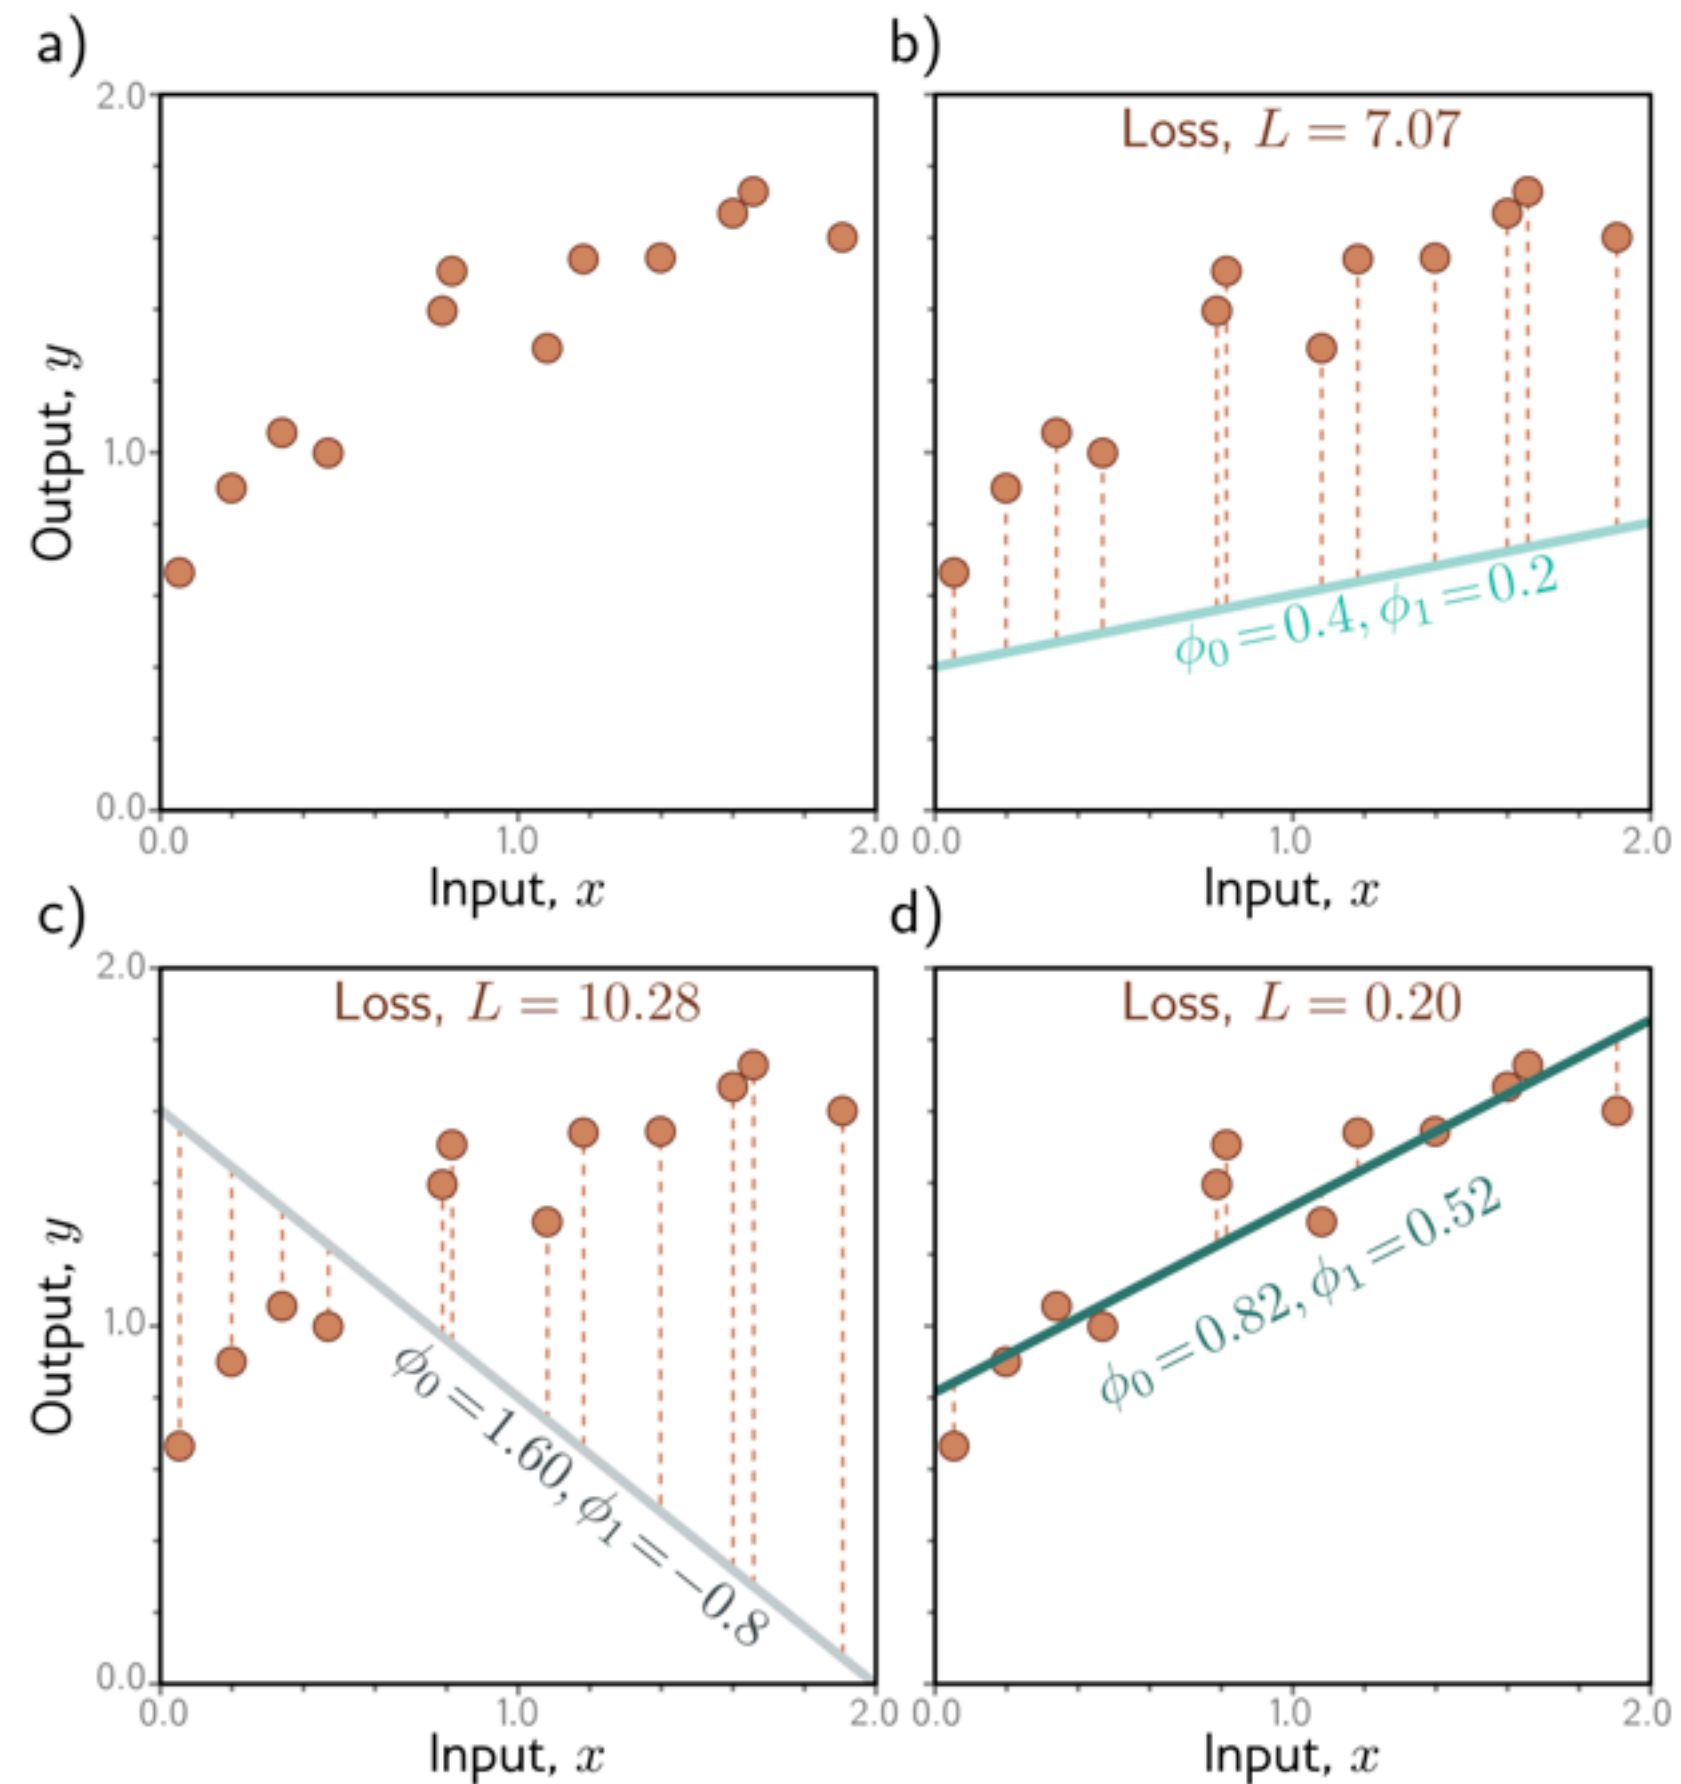 a)
2.0
1.0
0.0
Output, y
0.0 1.0 2.0
Input, x
b)
Loss, L = 7.07
ϕ₀=0.4, ϕ₁=0.2
0.0 1.0 2.0
Input, x
c)
2.0
1.0
0.0
Output, y
Loss, L = 10.28
ϕ₀=1.60, ϕ₁=−0.8
0.0 1.0 2.0
Input, x
d)
Loss, L = 0.20
ϕ₀=0.82, ϕ₁=0.52
0.0 1.0 2.0
Input, x